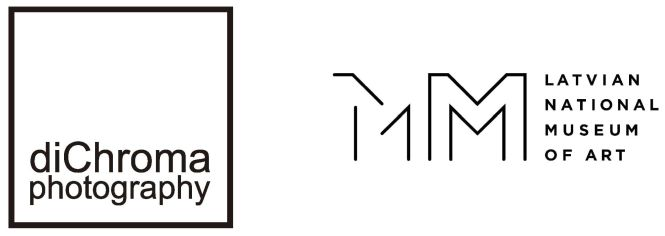 diChroma
photography
LATVIAN
NATIONAL
MUSEUM
OF ART